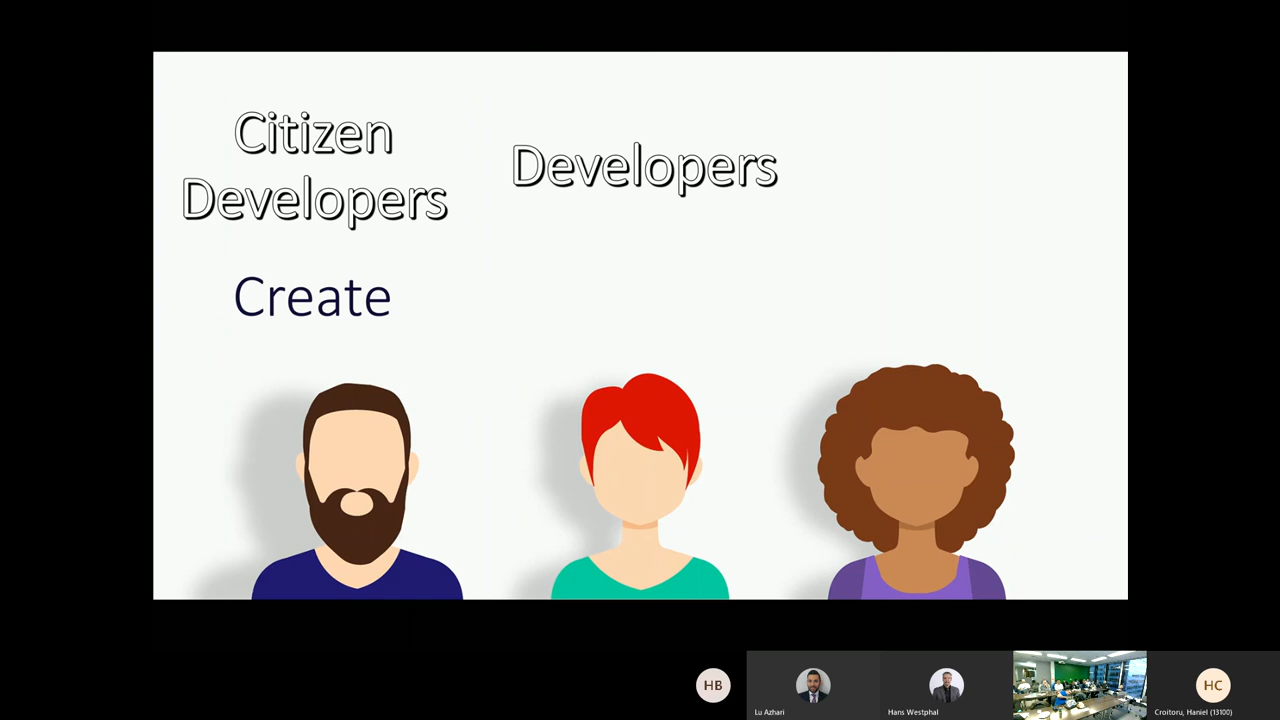 Citizen
Developers
Developers
Create
HB
Lu Azhari
Hans Westphal
HC
Croitoru, Haniel (13100)